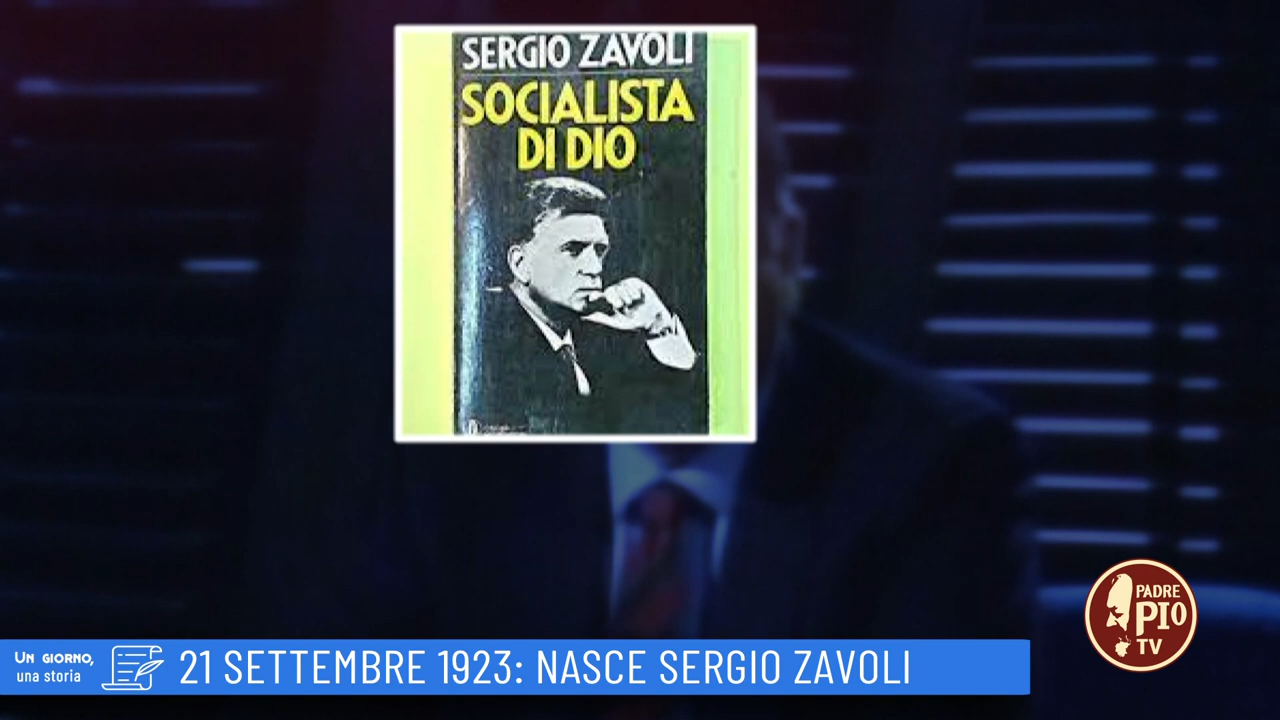 SERGIO ZAVOLI
SOCIALISTA
DI DIO
PADRE
PIO
TV
Un giorno,
una storia
21 SETTEMBRE 1923: NASCE SERGIO ZAVOLI